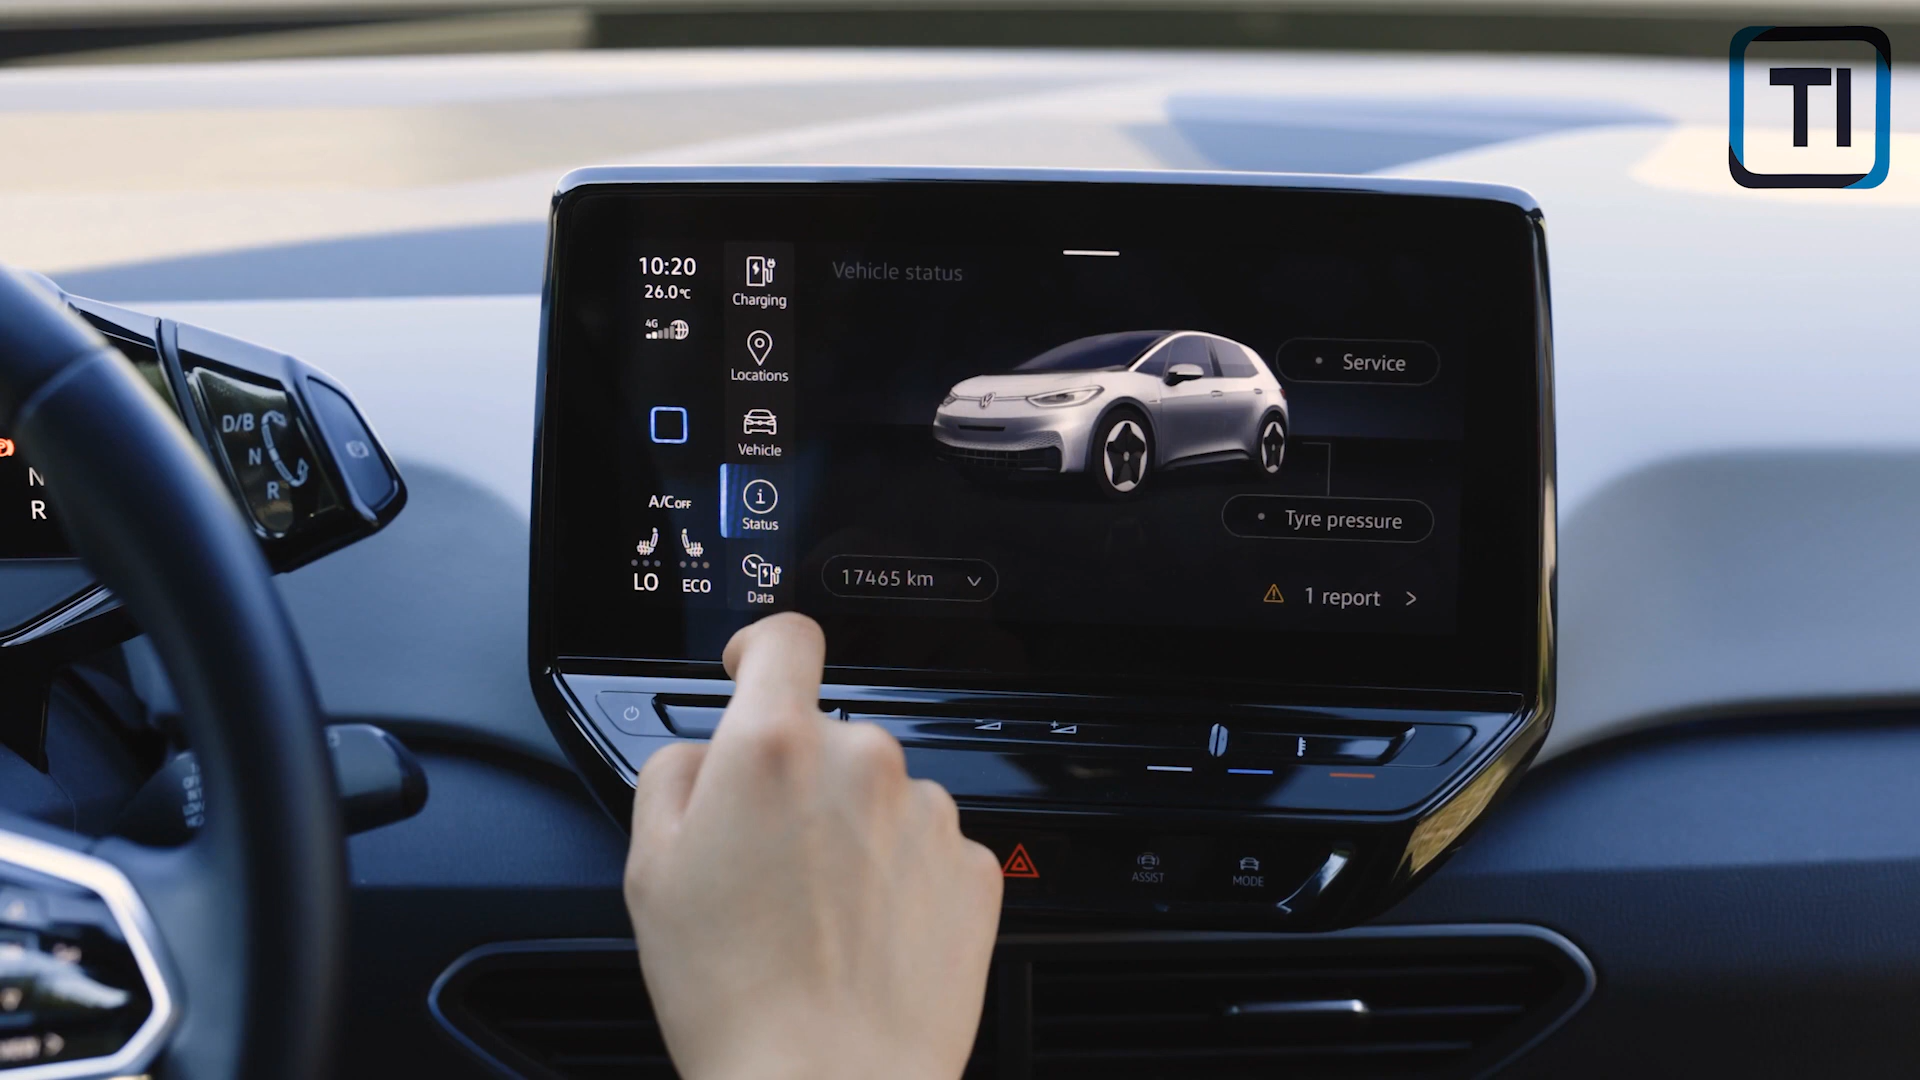 TI
10:20
26.0°C
4G
Charging
Locations
Vehicle
Status
Data
A/C OFF
LO
ECO
Vehicle status
Service
Tyre pressure
17465 km
1 report >
D/B
N
R
N
R
ASSIST
MODE